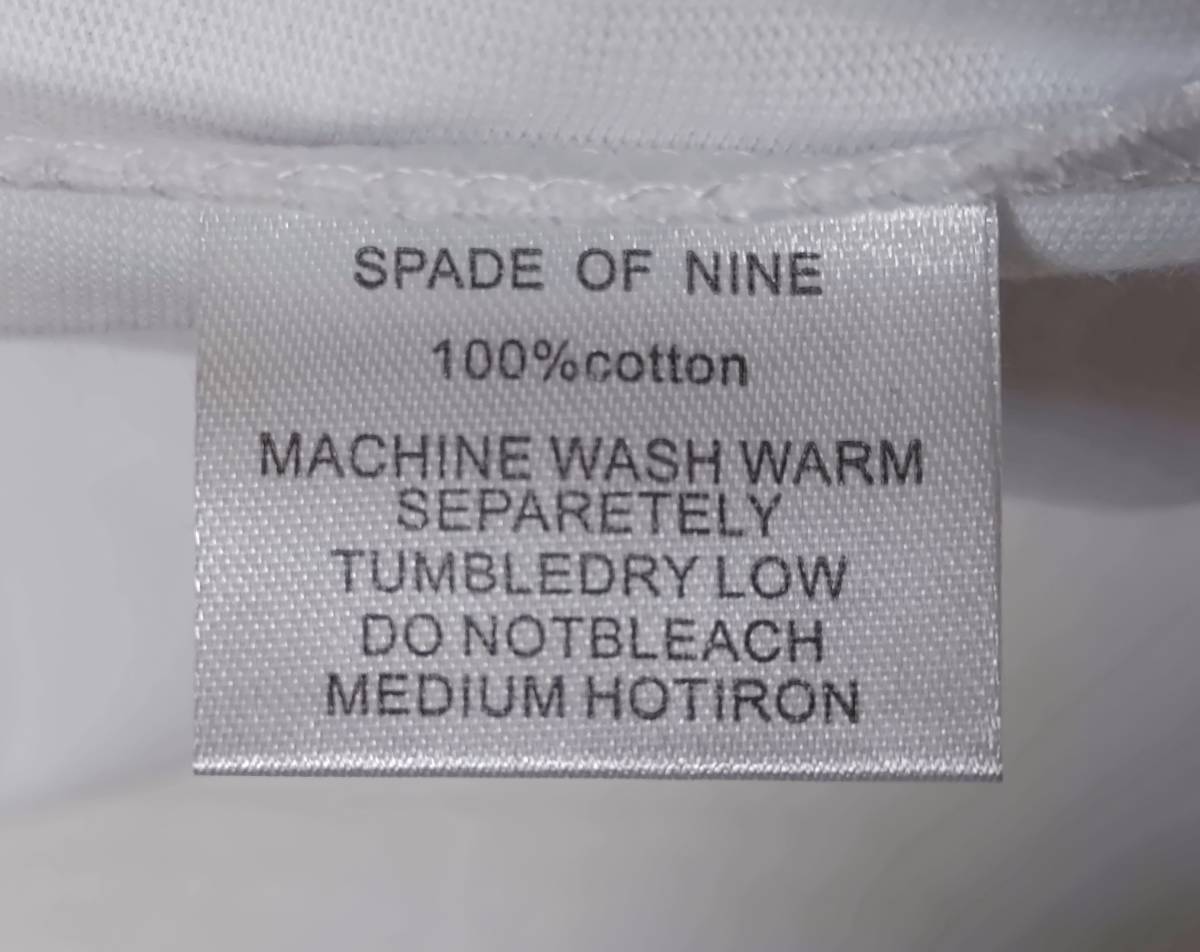 SPADE OF NINE
100%cotton
MACHINE WASH WARM
SEPARETELY
TUMBLEDRY LOW
DO NOTBLEACH
MEDIUM HOTIRON